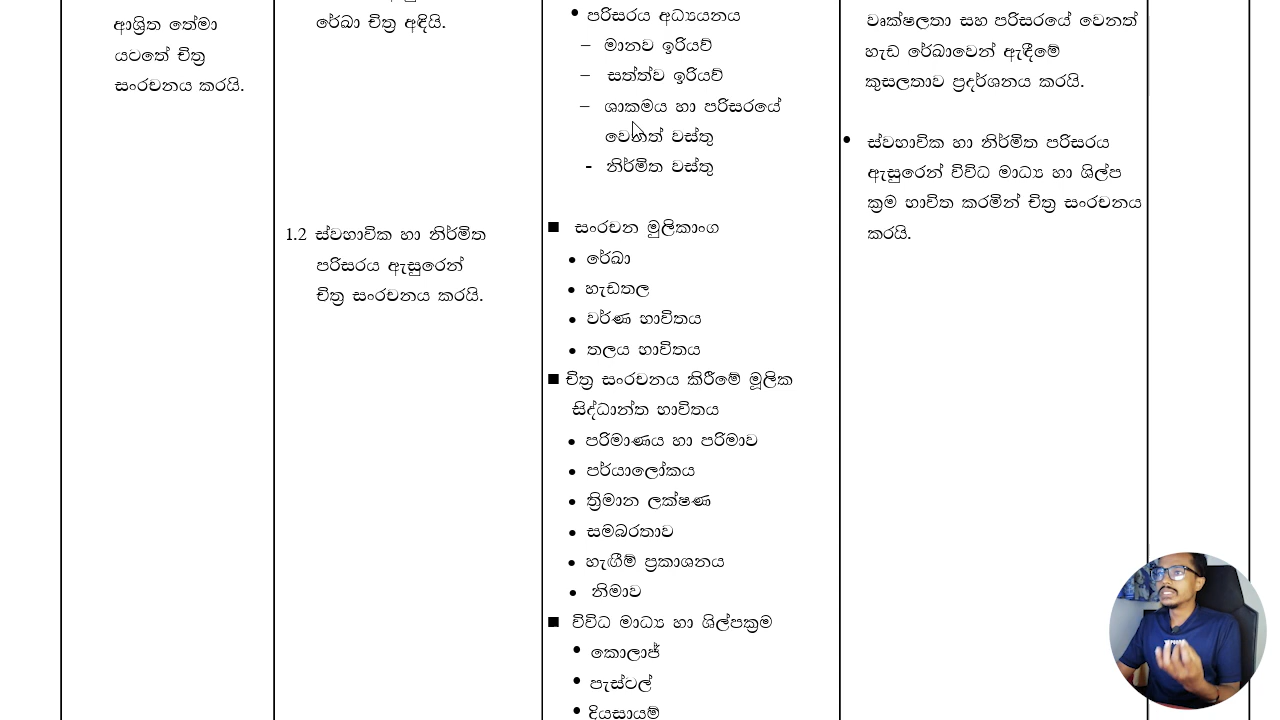 ආශ්‍රිත තේමා
යටතේ චිත්‍ර
සංරචනය කරයි.
රේඛා චිත්‍ර අඳියි.
1.2 ස්වභාවික හා නිර්මිත
පරිසරය ඇසුරෙන්
චිත්‍ර සංරචනය කරයි.
• පරිසරය අධ්‍යයනය
– මානව ඉරියව්
– සත්ත්ව ඉරියව්
– ශාකමය හා පරිසරයේ
වෙනත් වස්තු
- නිර්මිත වස්තු
■ සංරචන මූලිකාංග
• රේඛා
• හැඩතල
• වර්ණ භාවිතය
• තලය භාවිතය
■ චිත්‍ර සංරචනය කිරීමේ මූලික
සිද්ධාන්ත භාවිතය
• පරිමාණය හා පරිමාව
• පර්යාලෝකය
• ත්‍රිමාන ලක්ෂණ
• සමබරතාව
• හැඟීම් ප්‍රකාශනය
• නිමාව
■ විවිධ මාධ්‍ය හා ශිල්පක්‍රම
• කොලාජ්
• පැස්ටල්
• දියසායම්
වෘක්ෂලතා සහ පරිසරයේ වෙනත්
හැඩ රේඛාවෙන් ඇඳීමේ
කුසලතාව ප්‍රදර්ශනය කරයි.
• ස්වභාවික හා නිර්මිත පරිසරය
ඇසුරෙන් විවිධ මාධ්‍ය හා ශිල්ප
ක්‍රම භාවිත කරමින් චිත්‍ර සංරචනය
කරයි.